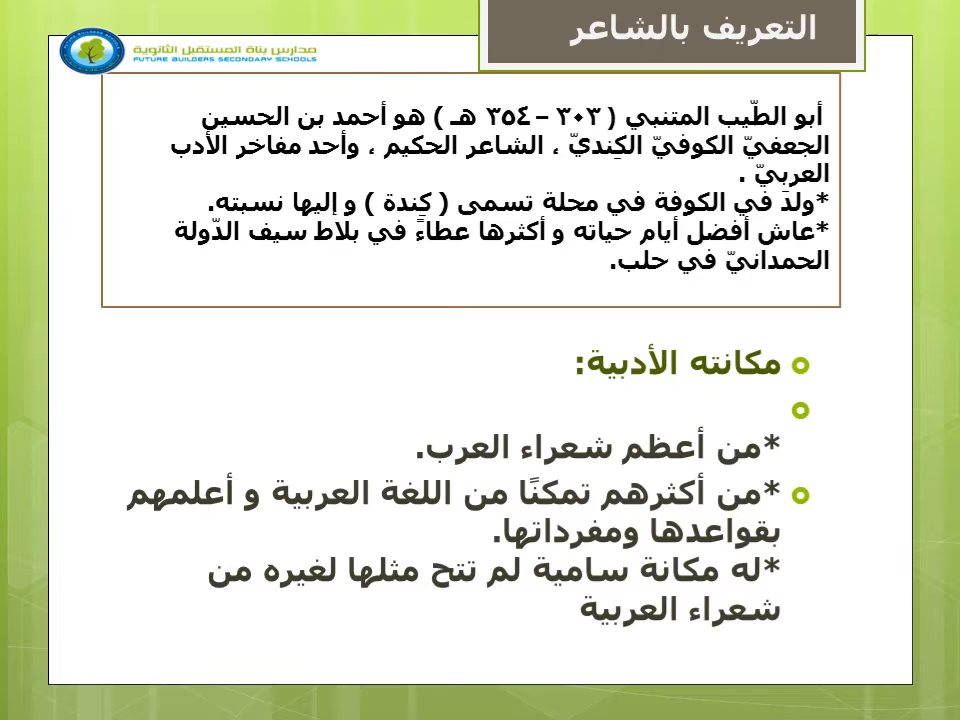 التعريف بالشاعر
مدارس بناة المستقبل الثانوية
FUTURE BUILDERS SECONDARY SCHOOLS
أبو الطّيب المتنبي ( ٣٠٣ – ٣٥٤ هـ ) هو أحمد بن الحسين
الجعفيّ الكوفيّ الكِنديّ ، الشاعر الحكيم ، وأحد مفاخر الأدب
العربيّ .
*ولِدَ في الكوفة في محلة تسمى ( كِندة ) و إليها نسبته.
*عاش أفضل أيام حياته و أكثرها عطاءً في بلاط سيف الدّولة
الحمدانيّ في حلب.
مكانته الأدبية:
*من أعظم شعراء العرب.
*من أكثرهم تمكنًا من اللغة العربية و أعلمهم
بقواعدها ومفرداتها.
*له مكانة سامية لم تتح مثلها لغيره من
شعراء العربية